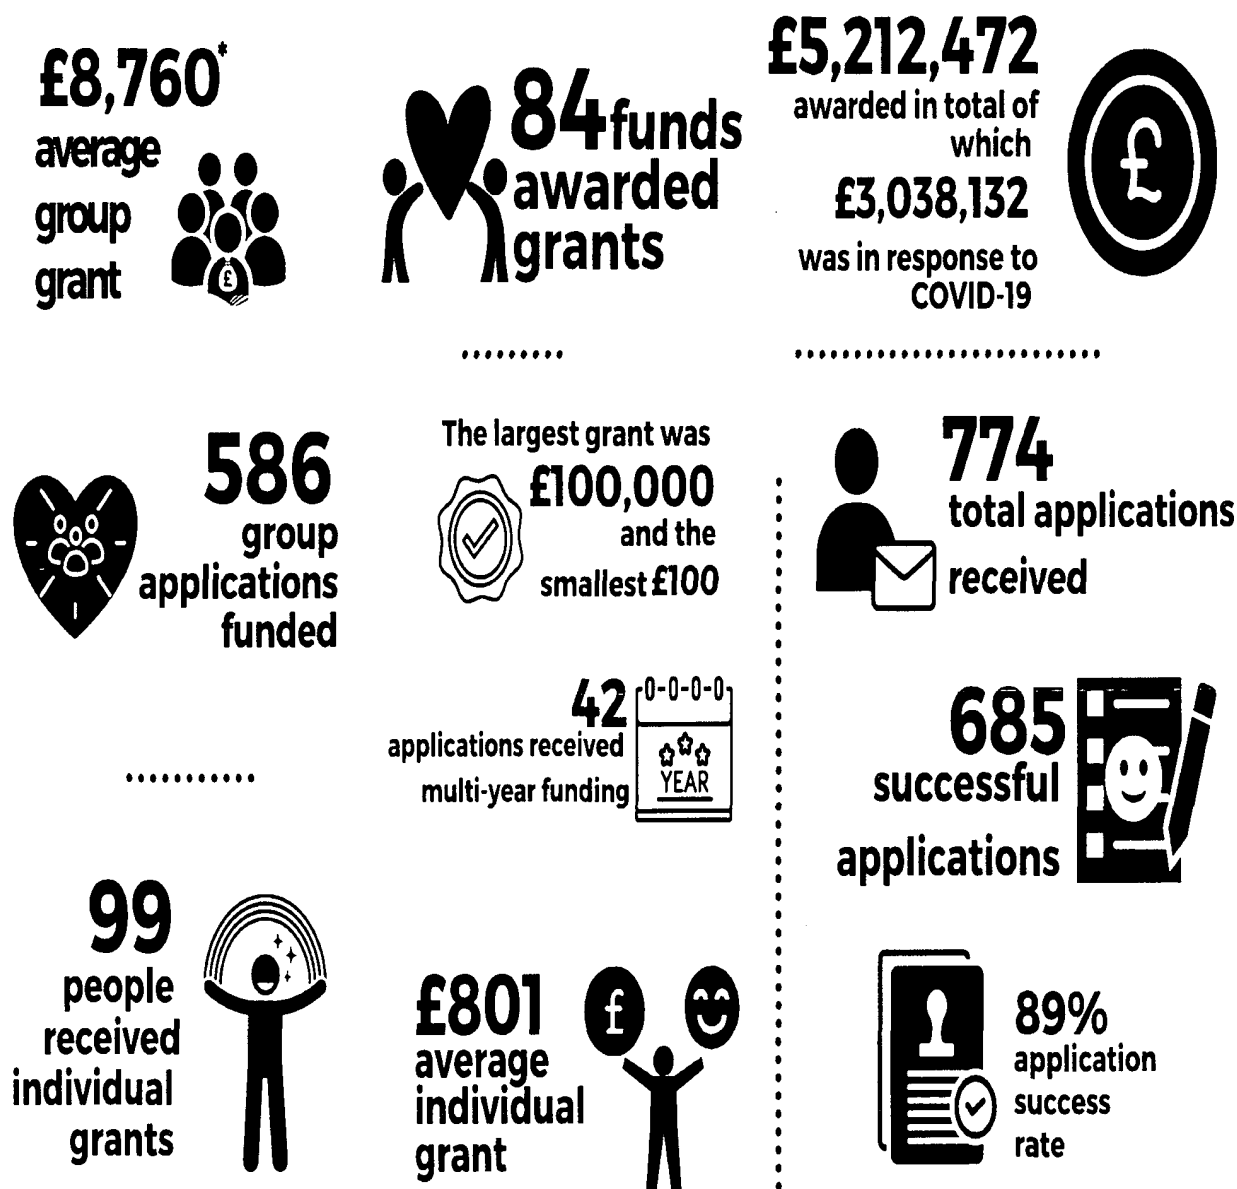 £8,760*
average
group
grant
84 funds
awarded
grants
£5,212,472
awarded in total of
which
£3,038,132
was in response to
COVID-19
£
£
586
group
applications
funded
The largest grant was
£100,000
and the
smallest £100
774
total applications
received
42
applications received
multi-year funding
0-0-0-0
YEAR
685
successful
applications
99
people
received
individual
grants
£801
average
individual
grant
£
89%
application
success
rate